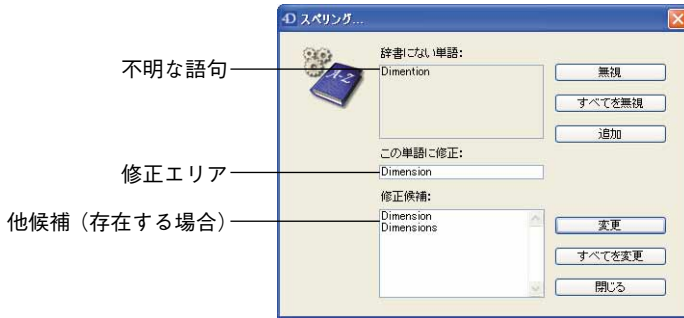 4D スペリング...
辞書にない単語:
不明な語句
Dimention
無視
すべてを無視
追加
この単語に修正:
修正エリア
Dimension
修正候補:
他候補（存在する場合）
Dimension
Dimensions
変更
すべてを変更
閉じる
A-Z